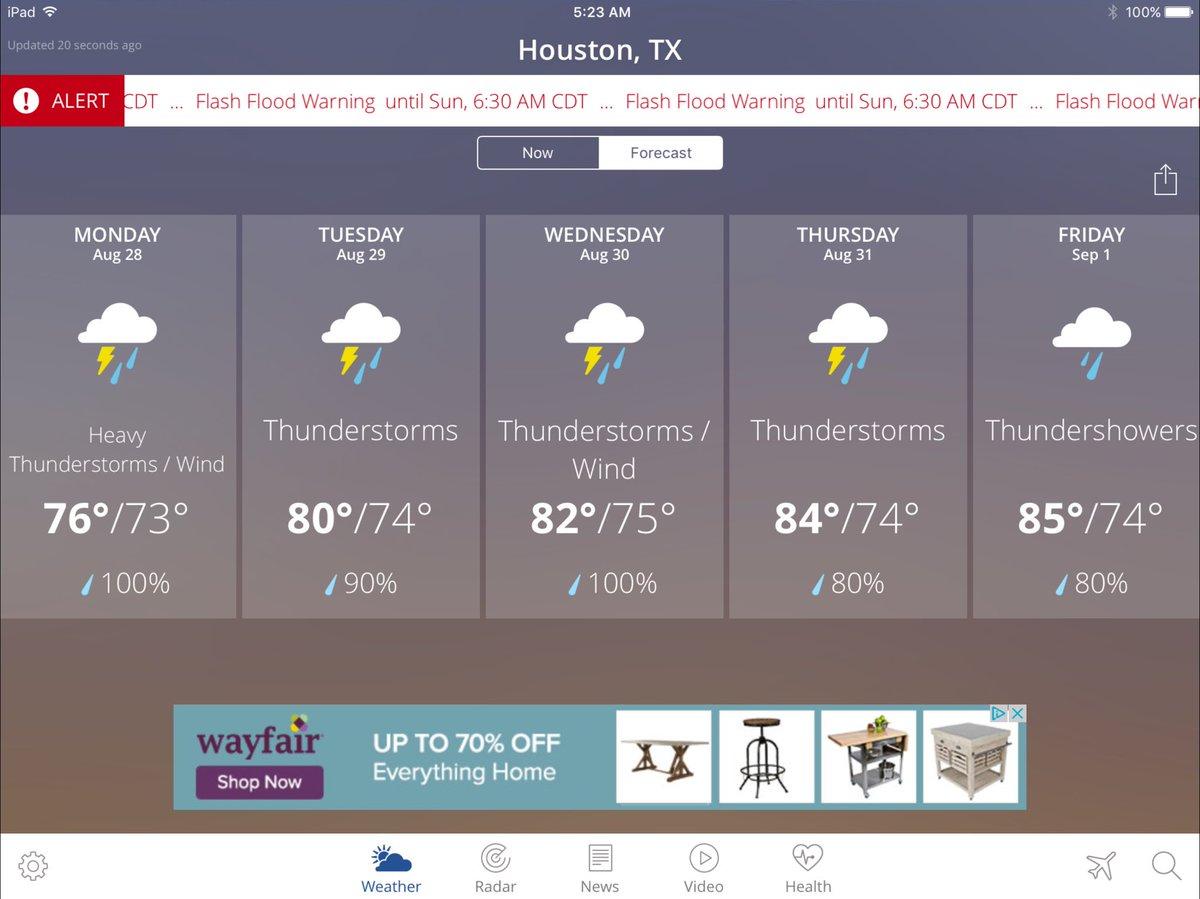 iPad 5:23 AM 100%
Updated 20 seconds ago
Houston, TX
ALERT CDT ... Flash Flood Warning until Sun, 6:30 AM CDT ... Flash Flood Warning until Sun, 6:30 AM CDT ... Flash Flood War
Now Forecast
MONDAY
Aug 28
Heavy
Thunderstorms / Wind
76°/73°
100%
TUESDAY
Aug 29
Thunderstorms
80°/74°
90%
WEDNESDAY
Aug 30
Thunderstorms /
Wind
82°/75°
100%
THURSDAY
Aug 31
Thunderstorms
84°/74°
80%
FRIDAY
Sep 1
Thundershowers
85°/74°
80%
wayfair
Shop Now
UP TO 70% OFF
Everything Home
Weather Radar News Video Health